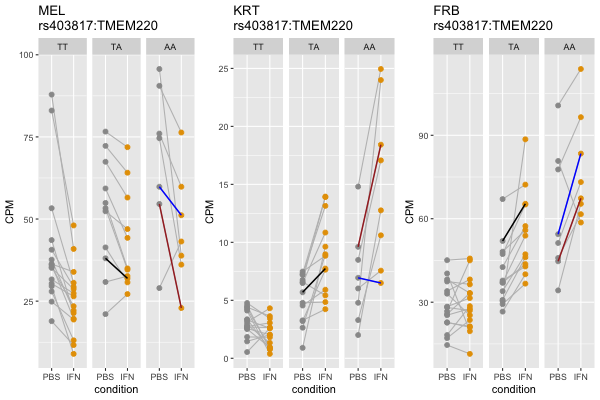 MEL
rs403817:TMEM220
TT
TA
AA
100
75
50
25
CPM
PBS IFN
PBS IFN
PBS IFN
condition
KRT
rs403817:TMEM220
TT
TA
AA
25
20
15
10
5
0
CPM
PBS IFN
PBS IFN
PBS IFN
condition
FRB
rs403817:TMEM220
TT
TA
AA
90
60
30
CPM
PBS IFN
PBS IFN
PBS IFN
condition